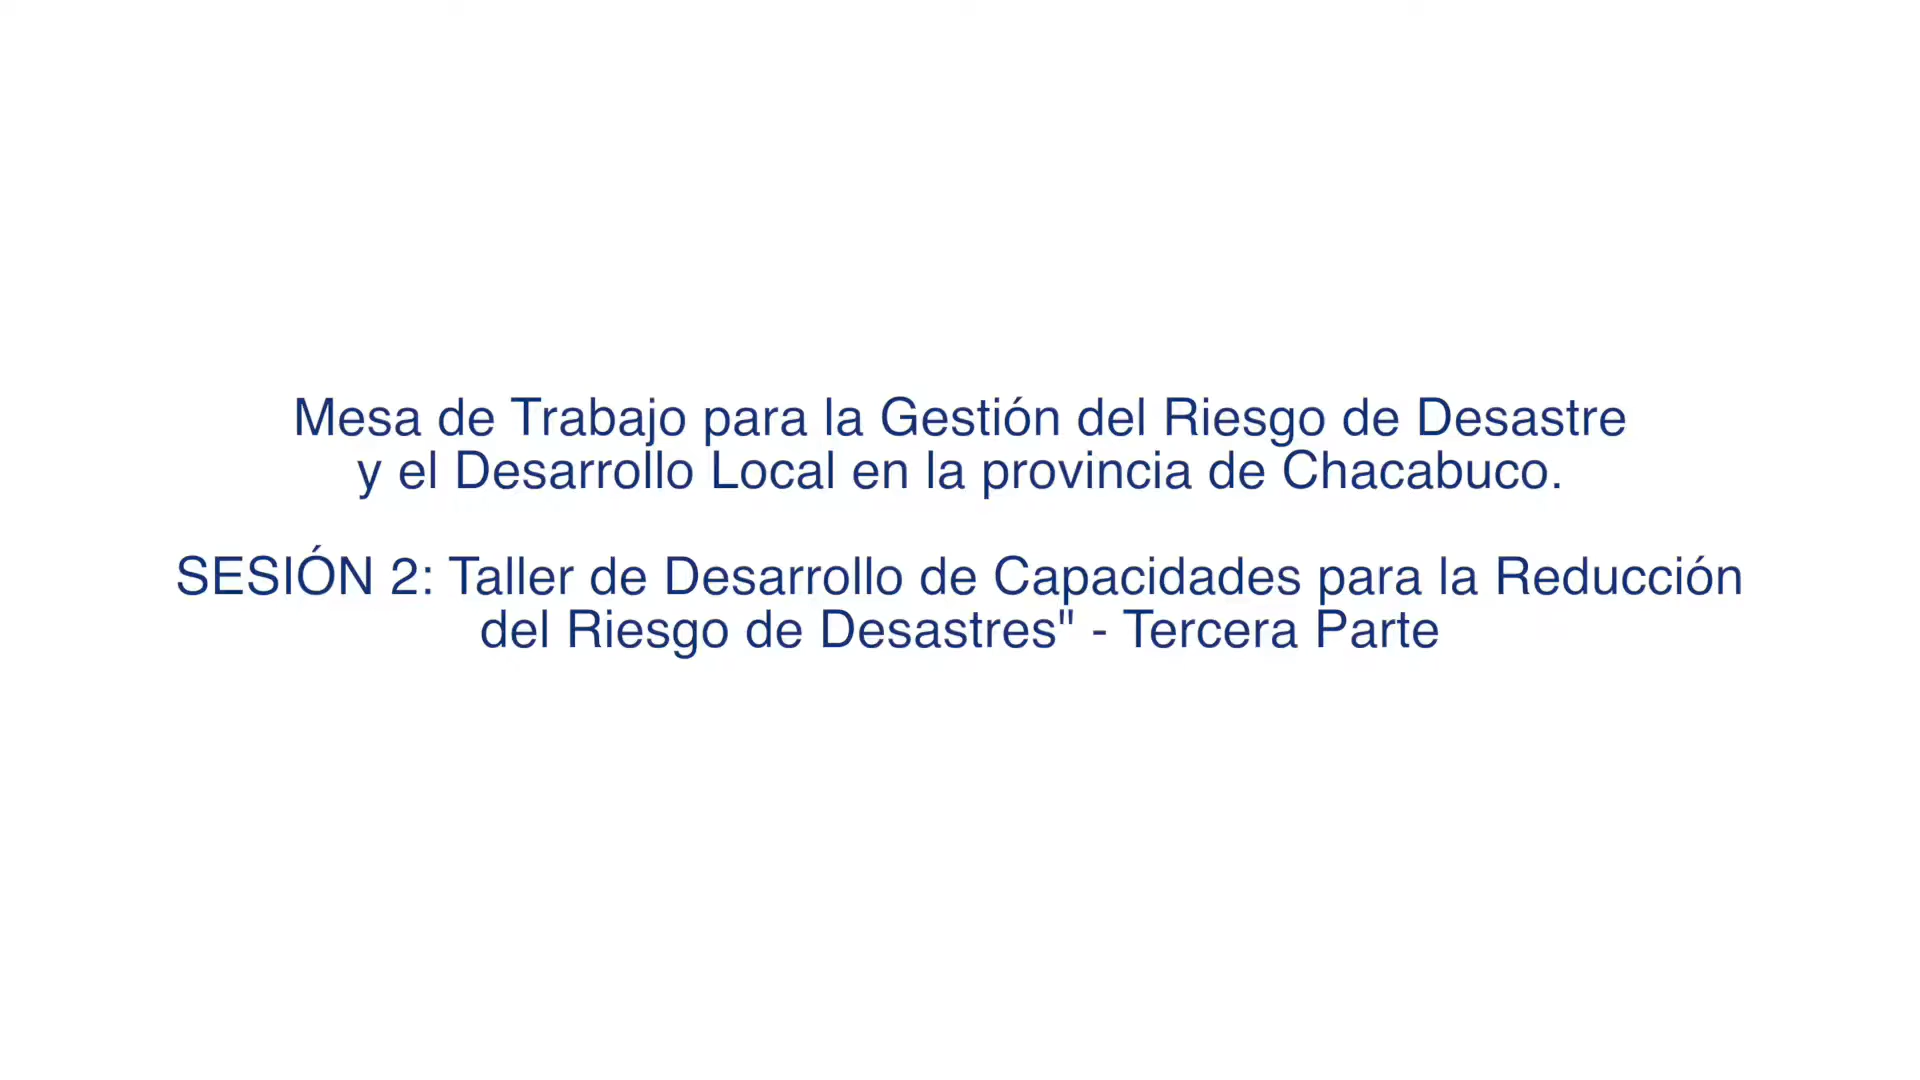 Mesa de Trabajo para la Gestión del Riesgo de Desastre
y el Desarrollo Local en la provincia de Chacabuco.
SESIÓN 2: Taller de Desarrollo de Capacidades para la Reducción
del Riesgo de Desastres" - Tercera Parte